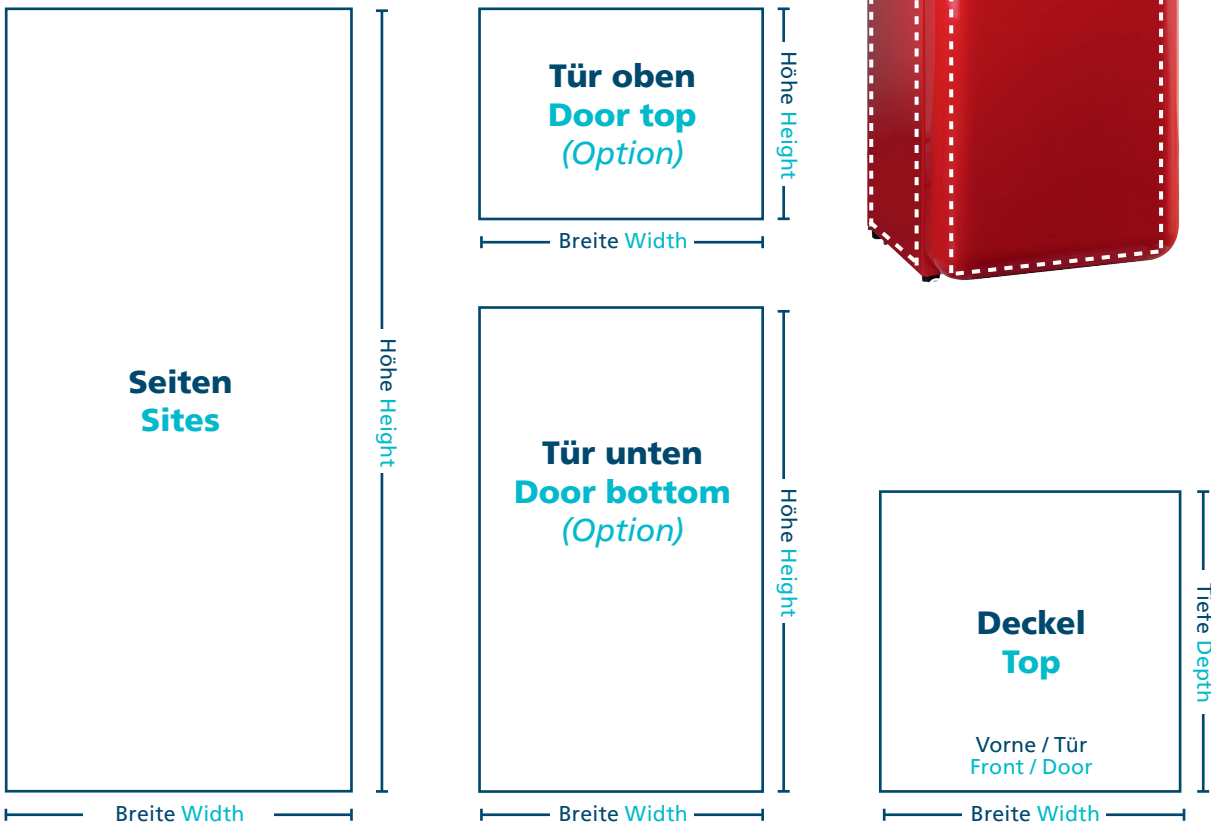 Seiten
Sites
Höhe Height
Breite Width
Tür oben
Door top
(Option)
Höhe Height
Breite Width
Tür unten
Door bottom
(Option)
Höhe Height
Breite Width
Deckel
Top
Vorne / Tür
Front / Door
Tiefe Depth
Breite Width